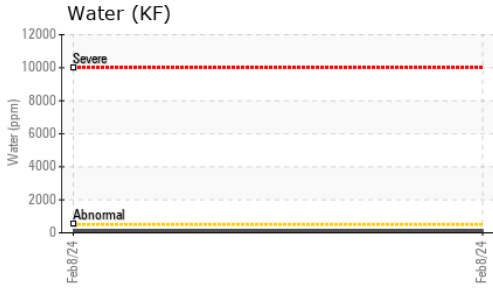 Water (KF)
12000
Severe
10000
8000
Water (ppm)
6000
4000
2000
Abnormal
0
Feb8/24
Feb8/24